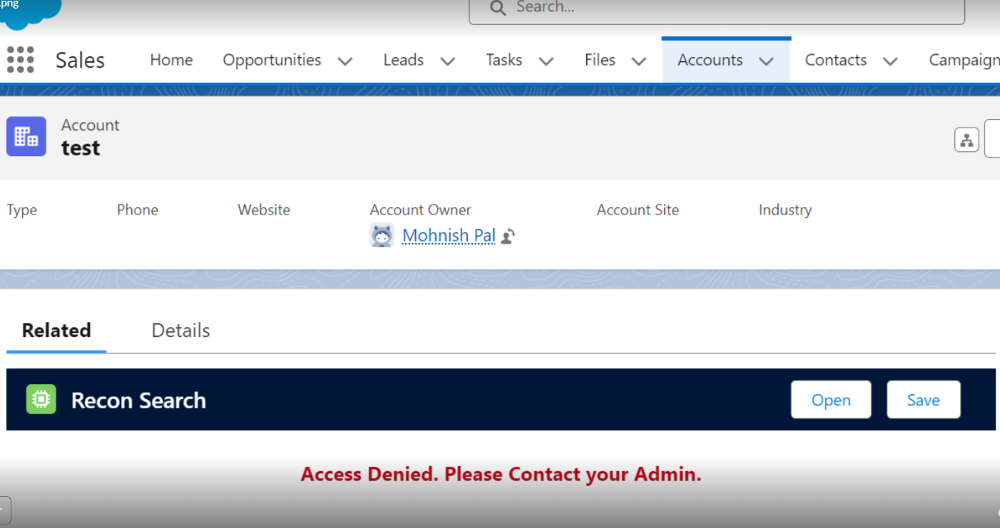 .png
Search...
Sales Home Opportunities Leads Tasks Files Accounts Contacts Campaign
Account
test
Type Phone Website Account Owner Account Site Industry
Mohnish Pal
Related Details
Recon Search Open Save
Access Denied. Please Contact your Admin.